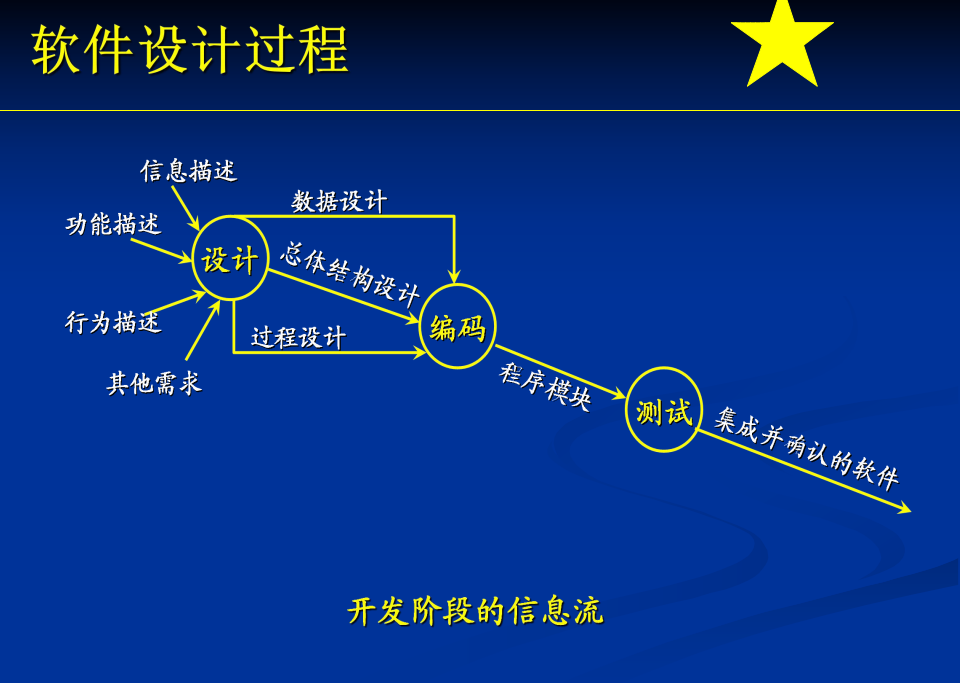 软件设计过程
信息描述
数据设计
功能描述
设计
总体结构设计
行为描述
过程设计
编码
其他需求
程序模块
测试
集成并确认的软件
开发阶段的信息流